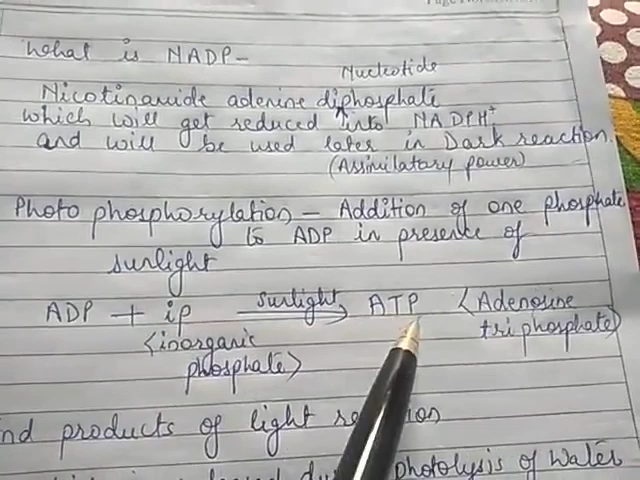 What is NADP-
Nucleotide
Nicotinamide adenine diphosphate
which will get reduced into NADPH+
and will be used later in Dark reaction.
(Assimilatory power)
Photo phosphorylation - Addition of one phosphate
to ADP in presence of
sunlight
ADP + ip sunlight → ATP <Adenosine
triphosphate>
<inorganic
phosphate>
nd products of light
photolysis of Water